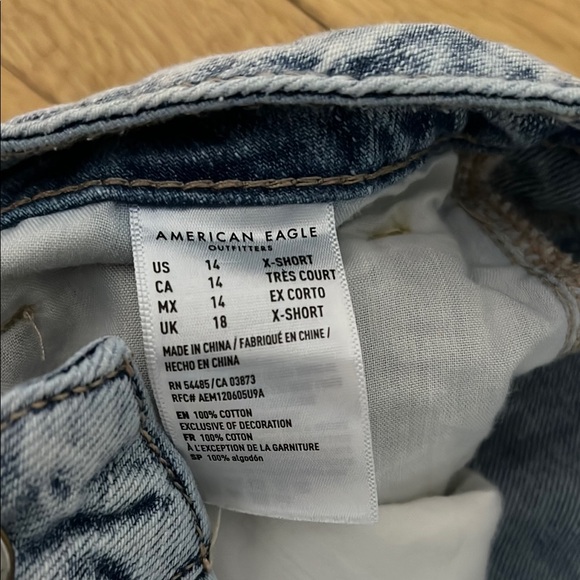 AMERICAN EAGLE
OUTFITTERS
US 14 X-SHORT
CA 14 TRÈS COURT
MX 14 EX CORTO
UK 18 X-SHORT
MADE IN CHINA / FABRIQUÉ EN CHINE /
HECHO EN CHINA
RN 54485/CA 03873
RFC# AEM120605U9A
EN 100% COTTON
EXCLUSIVE OF DECORATION
FR 100% COTON
À L'EXCEPTION DE LA GARNITURE
SP 100% algodón